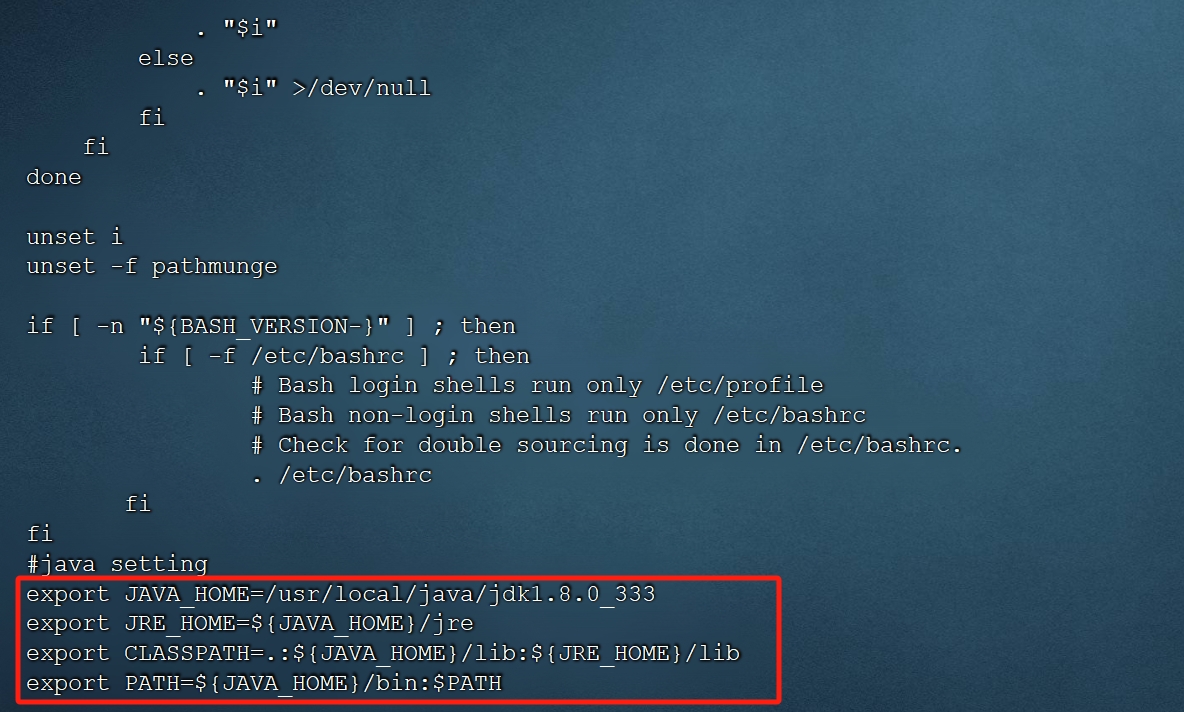 . "$i"
else
. "$i" >/dev/null
fi
fi
done
unset i
unset -f pathmunge
if [ -n "${BASH_VERSION-}" ] ; then
if [ -f /etc/bashrc ] ; then
# Bash login shells run only /etc/profile
# Bash non-login shells run only /etc/bashrc
# Check for double sourcing is done in /etc/bashrc.
. /etc/bashrc
fi
fi
#java setting
export JAVA_HOME=/usr/local/java/jdk1.8.0_333
export JRE_HOME=${JAVA_HOME}/jre
export CLASSPATH=.:${JAVA_HOME}/lib:${JRE_HOME}/lib
export PATH=${JAVA_HOME}/bin:$PATH